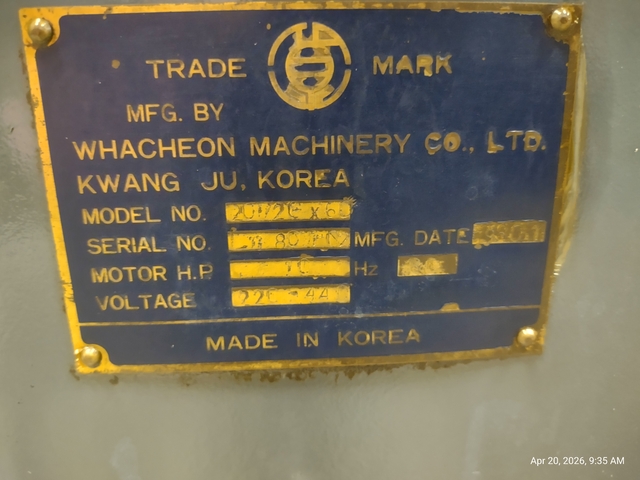 TRADE MARK
MFG. BY
WHACHEON MACHINERY CO., LTD.
KWANG JU, KOREA
MODEL NO.
SERIAL NO. MFG. DATE
MOTOR H.P. Hz
VOLTAGE
MADE IN KOREA
Apr 20, 2026, 9:35 AM